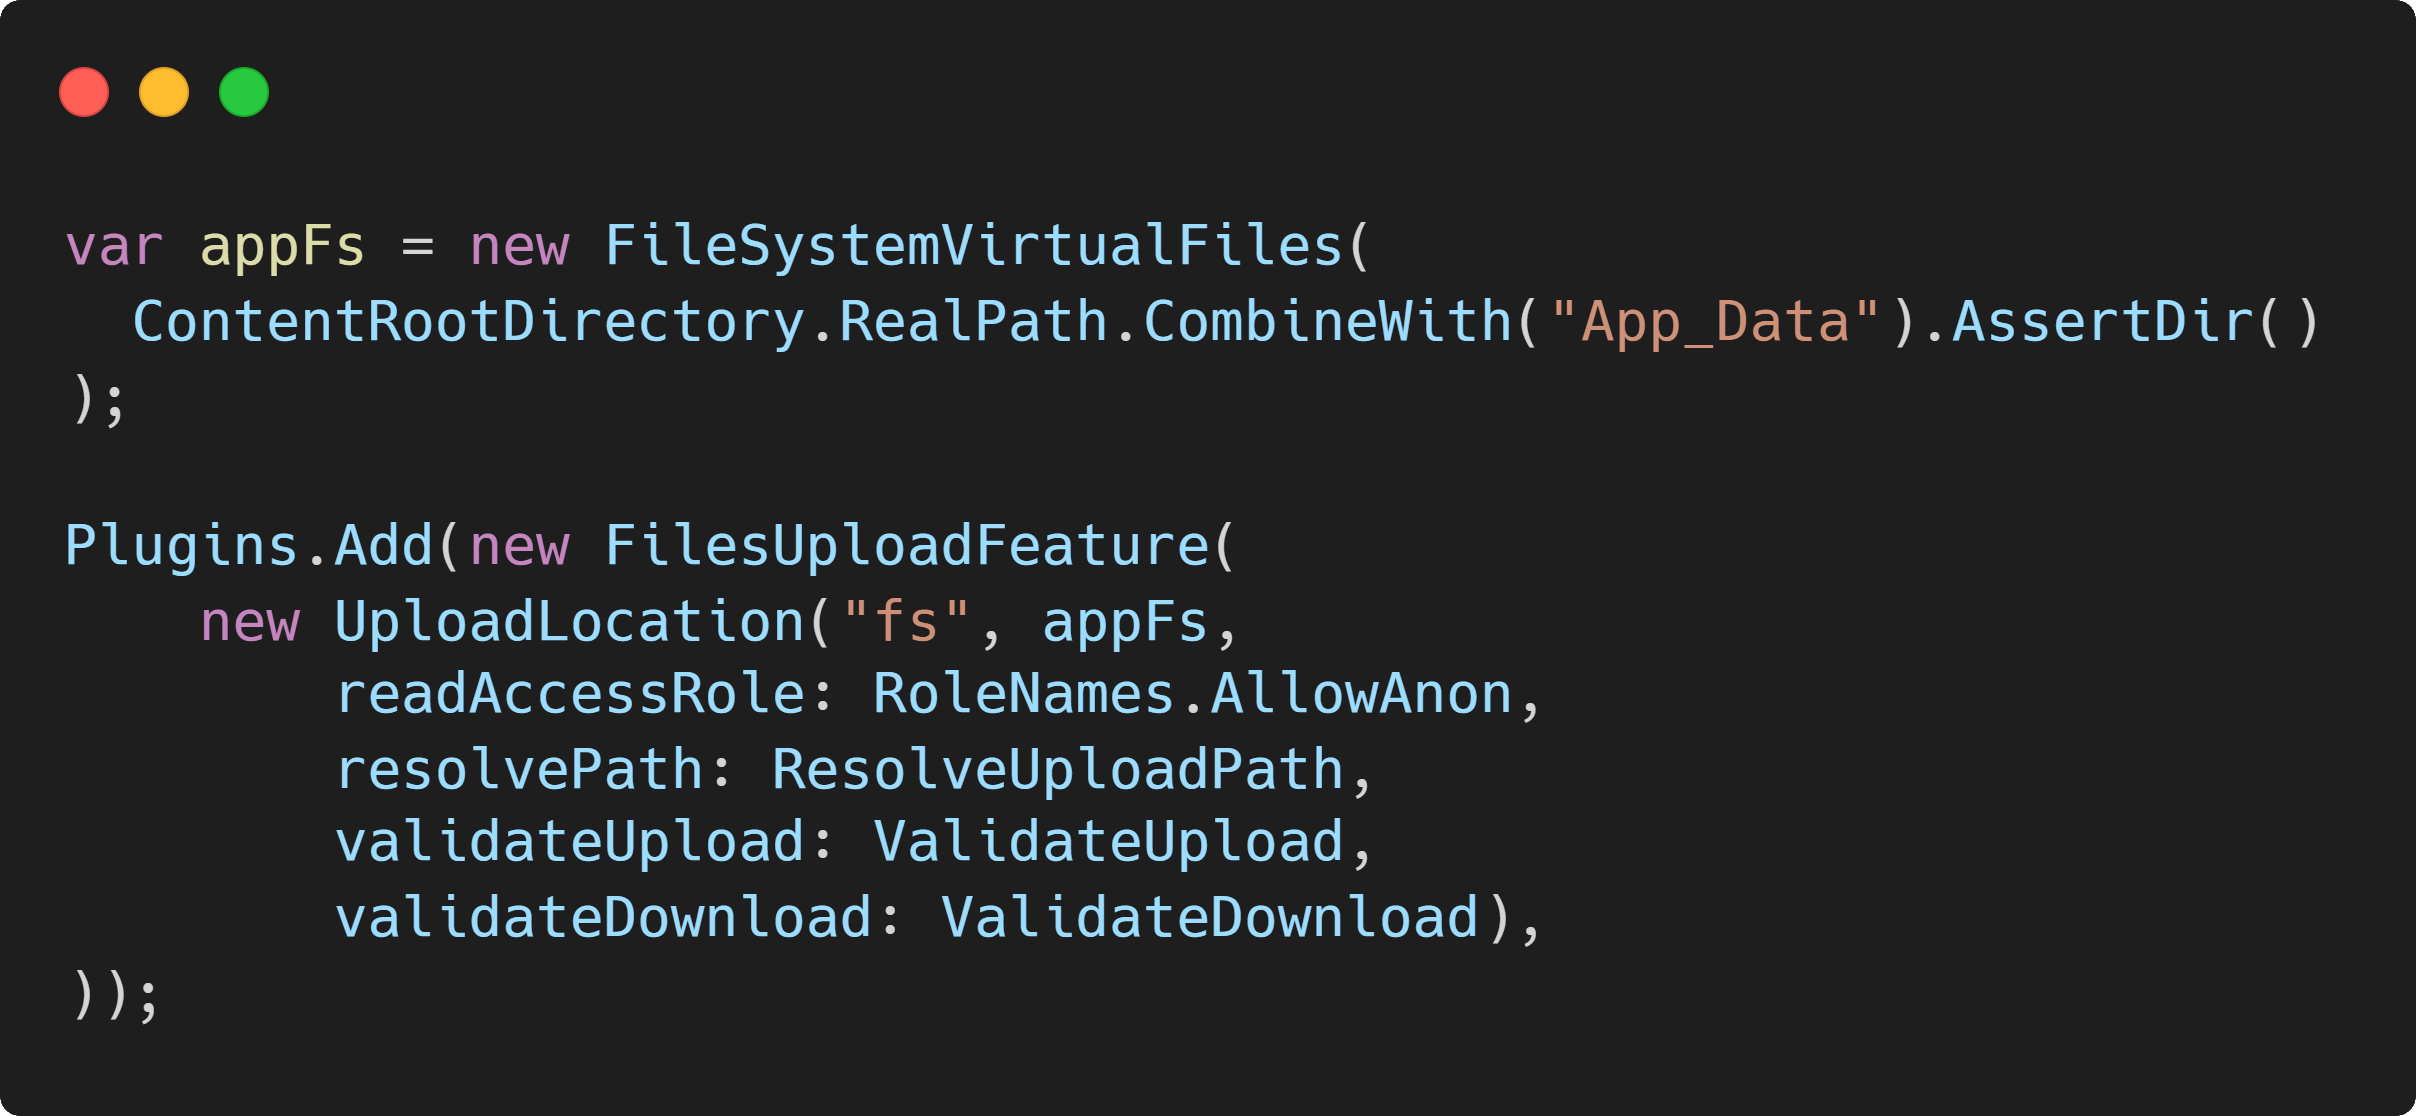 var appFs = new FileSystemVirtualFiles(
  ContentRootDirectory.RealPath.CombineWith("App_Data").AssertDir()
);

Plugins.Add(new FilesUploadFeature(
    new UploadLocation("fs", appFs,
        readAccessRole: RoleNames.AllowAnon,
        resolvePath: ResolveUploadPath,
        validateUpload: ValidateUpload,
        validateDownload: ValidateDownload),
));